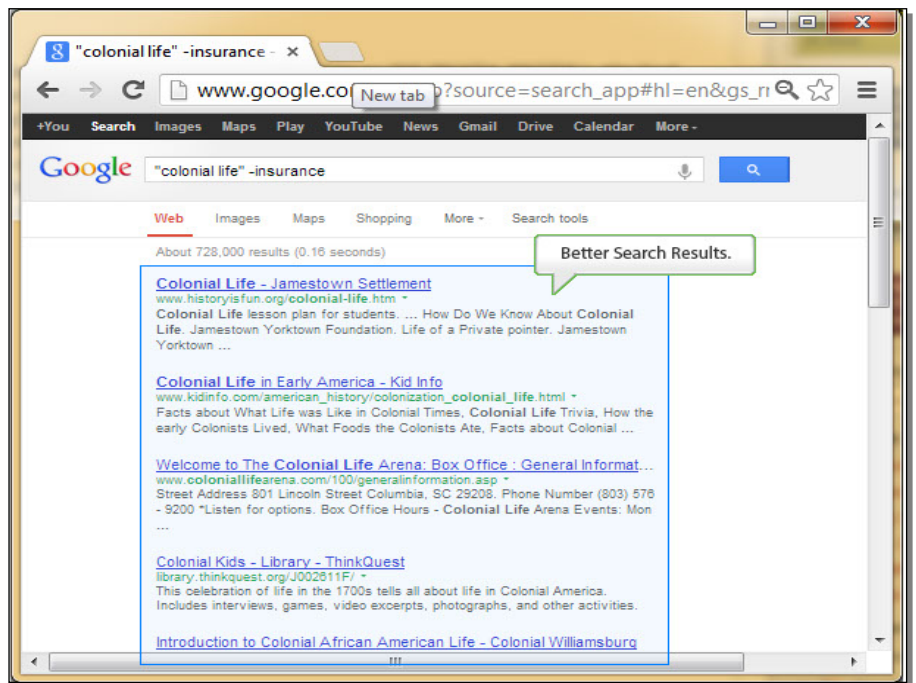 "colonial life" -insurance -
www.google.co
New tab
?source=search_app#hl=en&gs_ri
+You Search Images Maps Play YouTube News Gmail Drive Calendar More
Google
"colonial life" -insurance
Web Images Maps Shopping More Search tools
About 728,000 results (0.16 seconds)
Better Search Results.
Colonial Life - Jamestown Settlement
www.historyisfun.org/colonial-life.htm
Colonial Life lesson plan for students. ... How Do We Know About Colonial
Life. Jamestown Yorktown Foundation. Life of a Private pointer. Jamestown
Yorktown ...
Colonial Life in Early America - Kid Info
www.kidinfo.com/american_history/colonization_colonial_life.html
Facts about What Life was Like in Colonial Times, Colonial Life Trivia, How the
early Colonists Lived, What Foods the Colonists Ate, Facts about Colonial ...
Welcome to The Colonial Life Arena: Box Office : General Informat...
www.coloniallifearena.com/100/generalinformation.asp
Street Address 801 Lincoln Street Columbia, SC 29208. Phone Number (803) 576
- 9200 *Listen for options. Box Office Hours - Colonial Life Arena Events: Mon
...
Colonial Kids - Library - ThinkQuest
library.thinkquest.org/J002611F/
This celebration of life in the 1700s tells all about life in Colonial America.
Includes interviews, games, video excerpts, photographs, and other activities.
Introduction to Colonial African American Life - Colonial Williamsburg